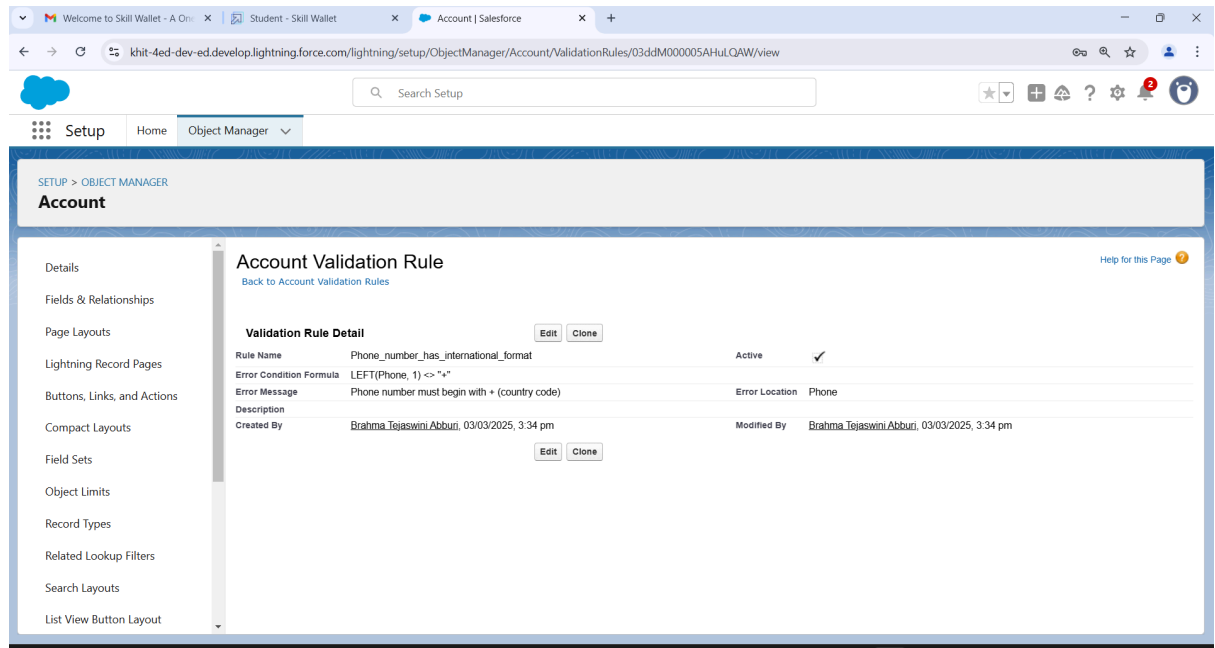 Welcome to Skill Wallet - A One
Student - Skill Wallet
Account | Salesforce
khit-4ed-dev-ed.develop.lightning.force.com/lightning/setup/ObjectManager/Account/ValidationRules/03ddM000005AHuLQAW/view
Search Setup
2
Setup
Home
Object Manager
SETUP > OBJECT MANAGER
Account
Details
Fields & Relationships
Page Layouts
Lightning Record Pages
Buttons, Links, and Actions
Compact Layouts
Field Sets
Object Limits
Record Types
Related Lookup Filters
Search Layouts
List View Button Layout
Account Validation Rule
Help for this Page
Back to Account Validation Rules
Validation Rule Detail
Edit Clone
Rule Name Phone_number_has_international_format Active
Error Condition Formula LEFT(Phone, 1) <> "+"
Error Message Phone number must begin with + (country code) Error Location Phone
Description
Created By Brahma Tejaswini Abburi, 03/03/2025, 3:34 pm Modified By Brahma Tejaswini Abburi, 03/03/2025, 3:34 pm
Edit Clone